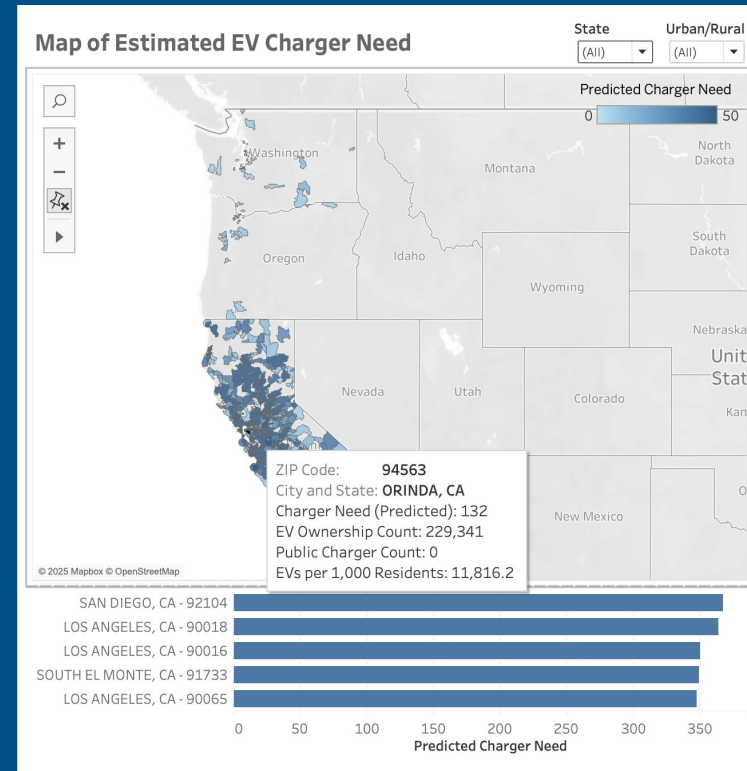 Map of Estimated EV Charger Need
State
Urban/Rural
(All)
(All)
Predicted Charger Need
0
50
Washington
Montana
North
Dakota
Oregon
Idaho
South
Dakota
Wyoming
Nebraska
Unit
Stat
Nevada
Utah
Colorado
Kan
ZIP Code: 94563
City and State: ORINDA, CA
Charger Need (Predicted): 132
EV Ownership Count: 229,341
Public Charger Count: 0
EVs per 1,000 Residents: 11,816.2
New Mexico
O
© 2025 Mapbox © OpenStreetMap
SAN DIEGO, CA - 92104
LOS ANGELES, CA - 90018
LOS ANGELES, CA - 90016
SOUTH EL MONTE, CA - 91733
LOS ANGELES, CA - 90065
0 50 100 150 200 250 300 350
Predicted Charger Need